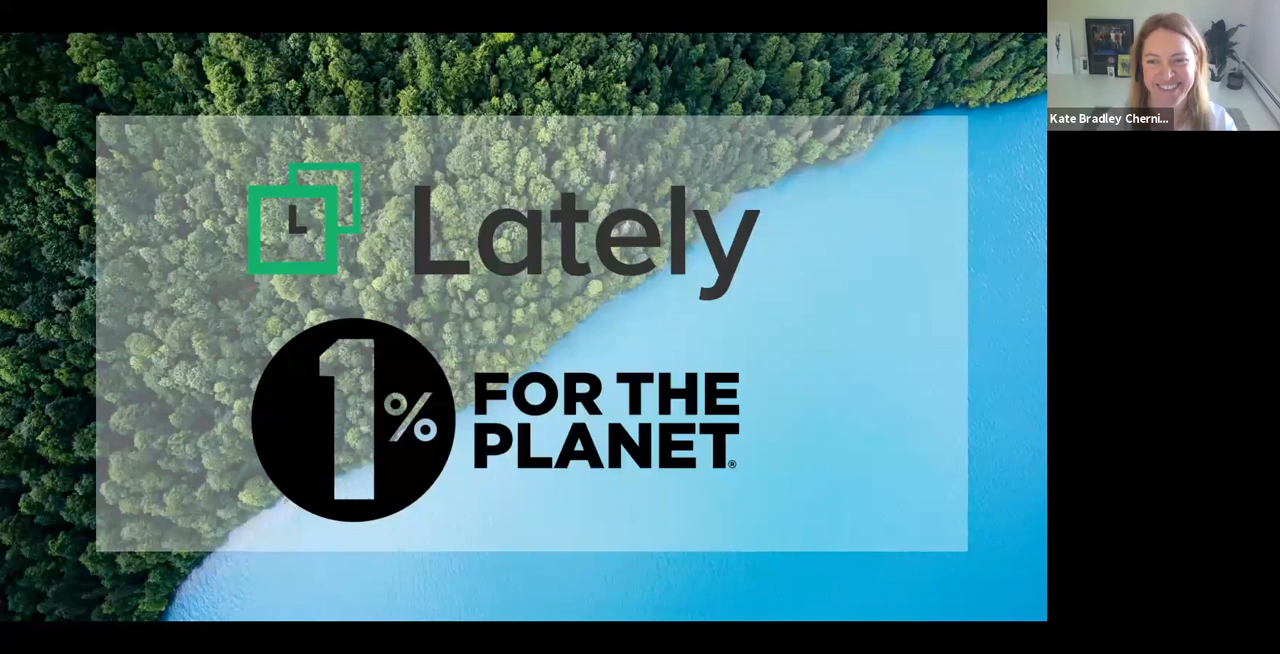 Kate Bradley Cherni...
L
Lately
1%
FOR THE
PLANET®